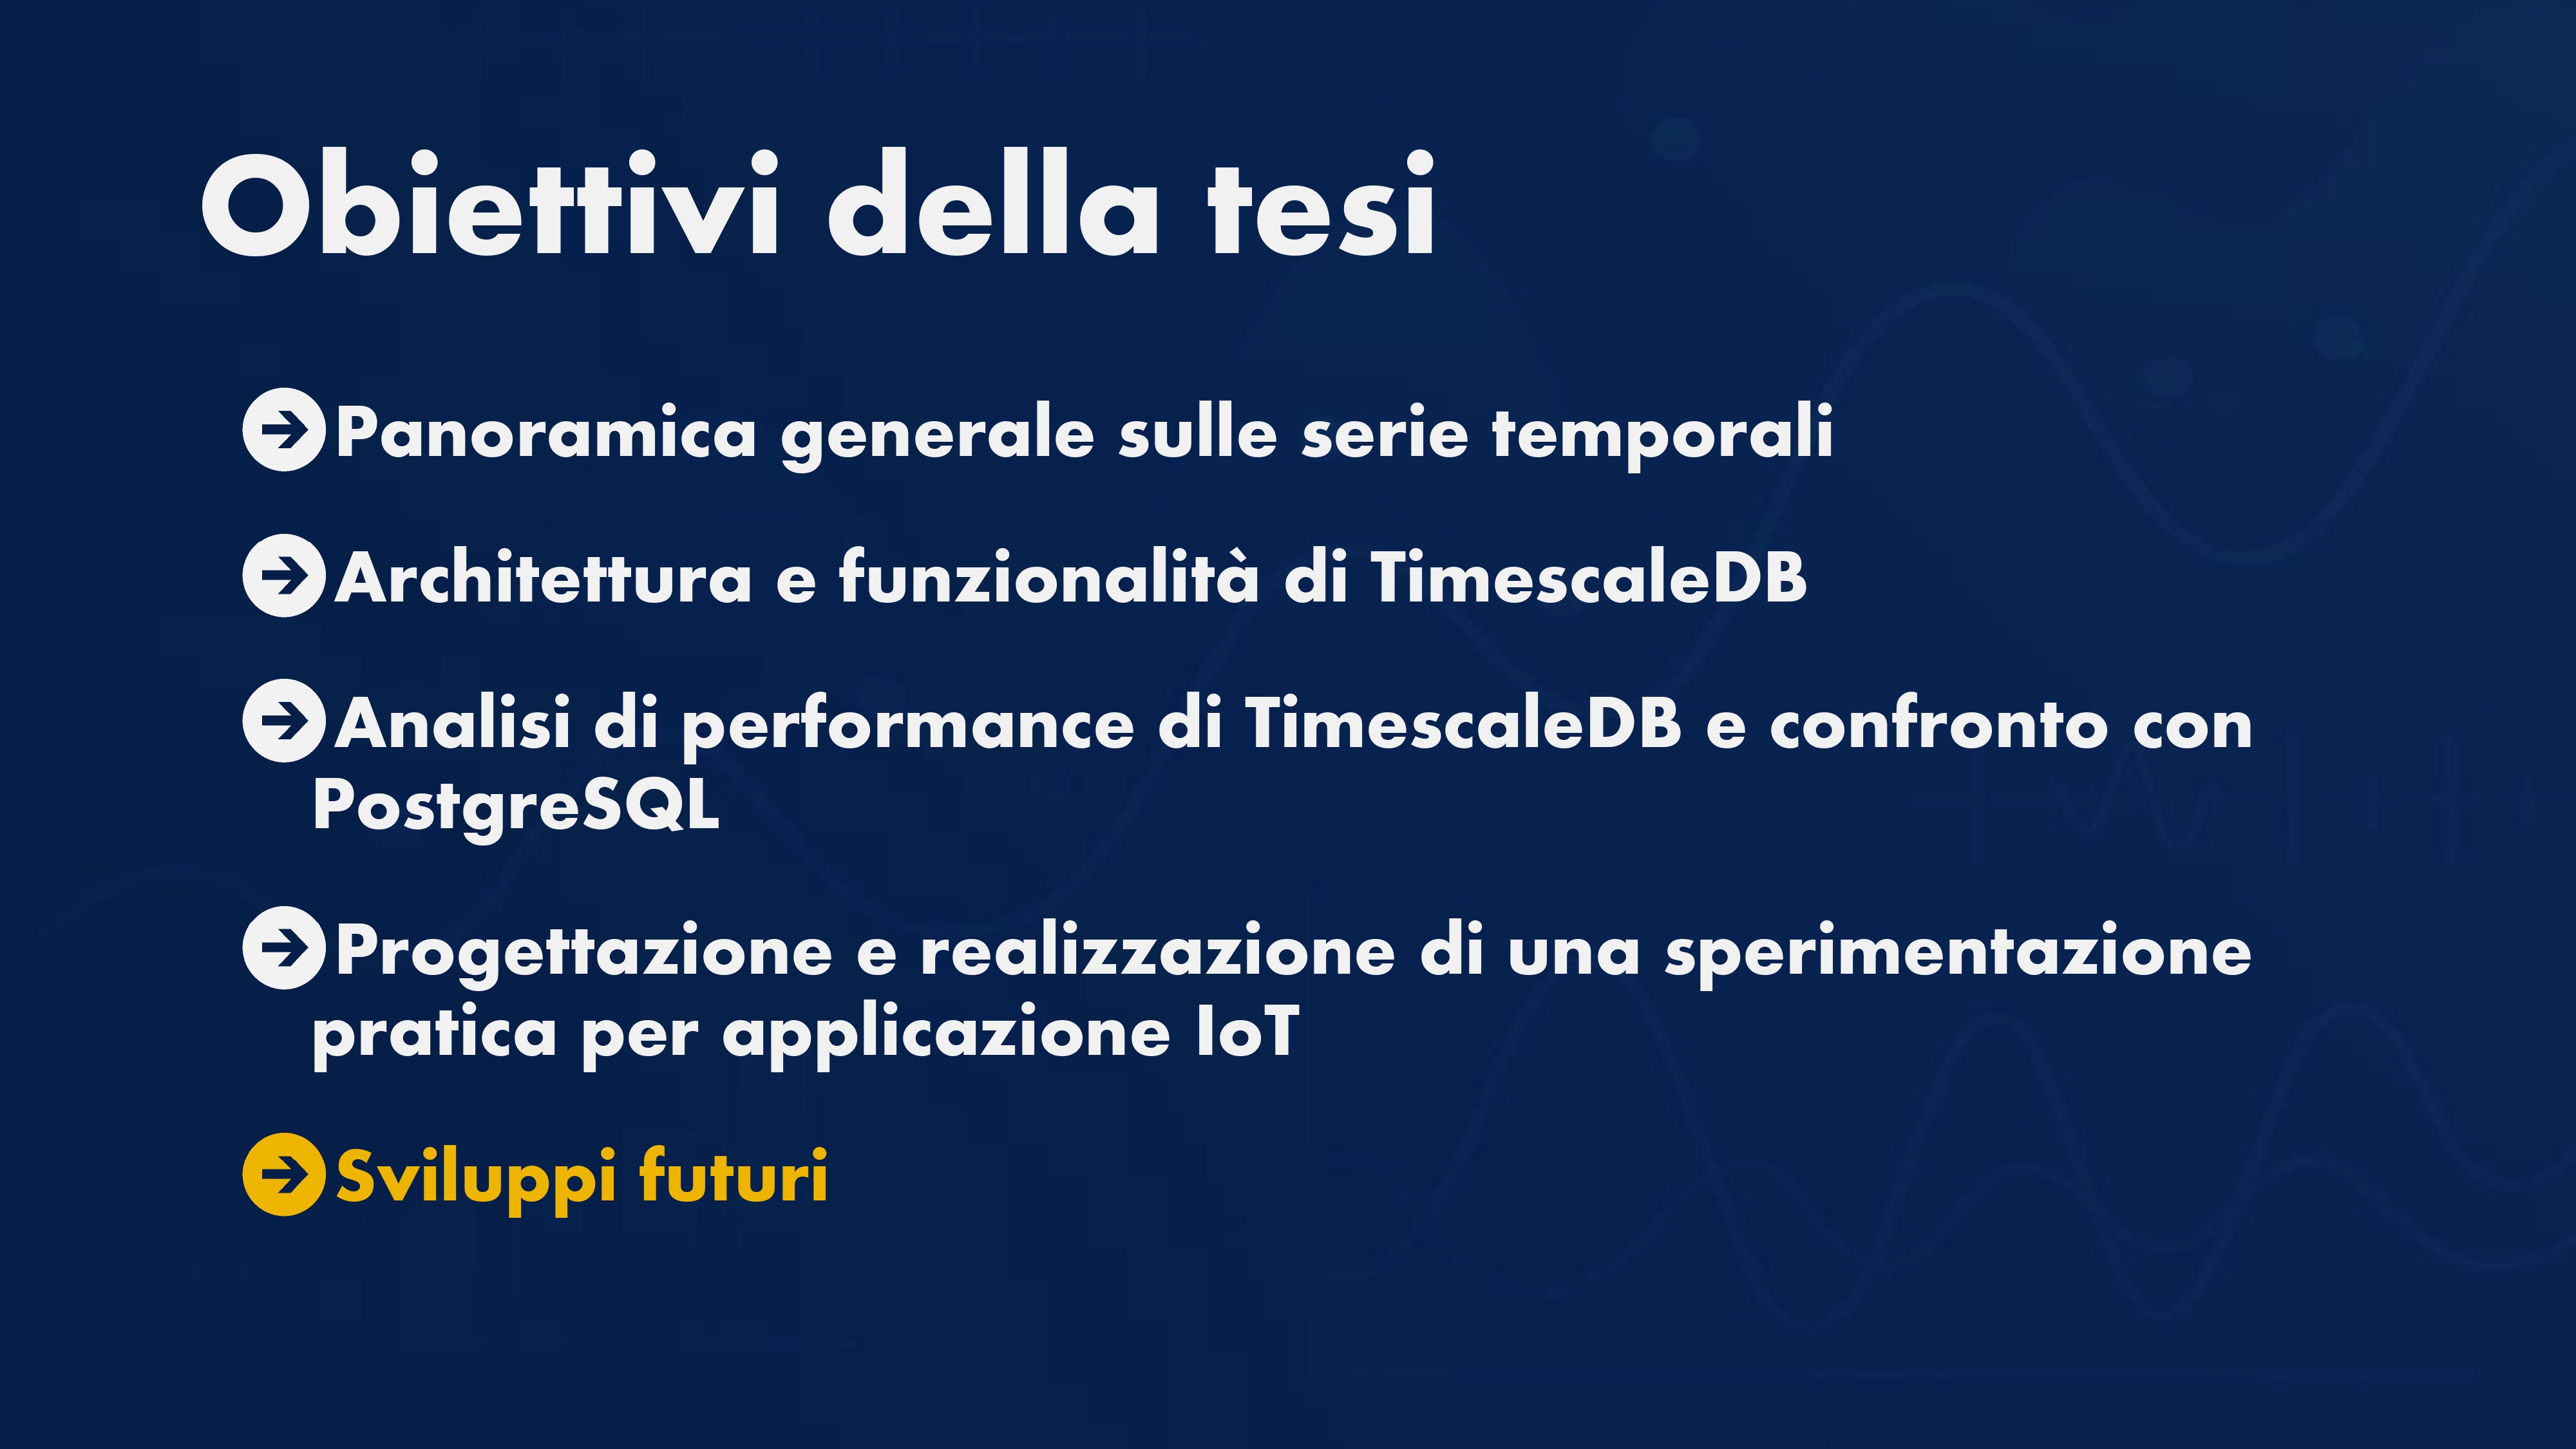 Obiettivi della tesi
Panoramica generale sulle serie temporali
Architettura e funzionalità di TimescaleDB
Analisi di performance di TimescaleDB e confronto con
PostgreSQL
Progettazione e realizzazione di una sperimentazione
pratica per applicazione IoT
Sviluppi futuri